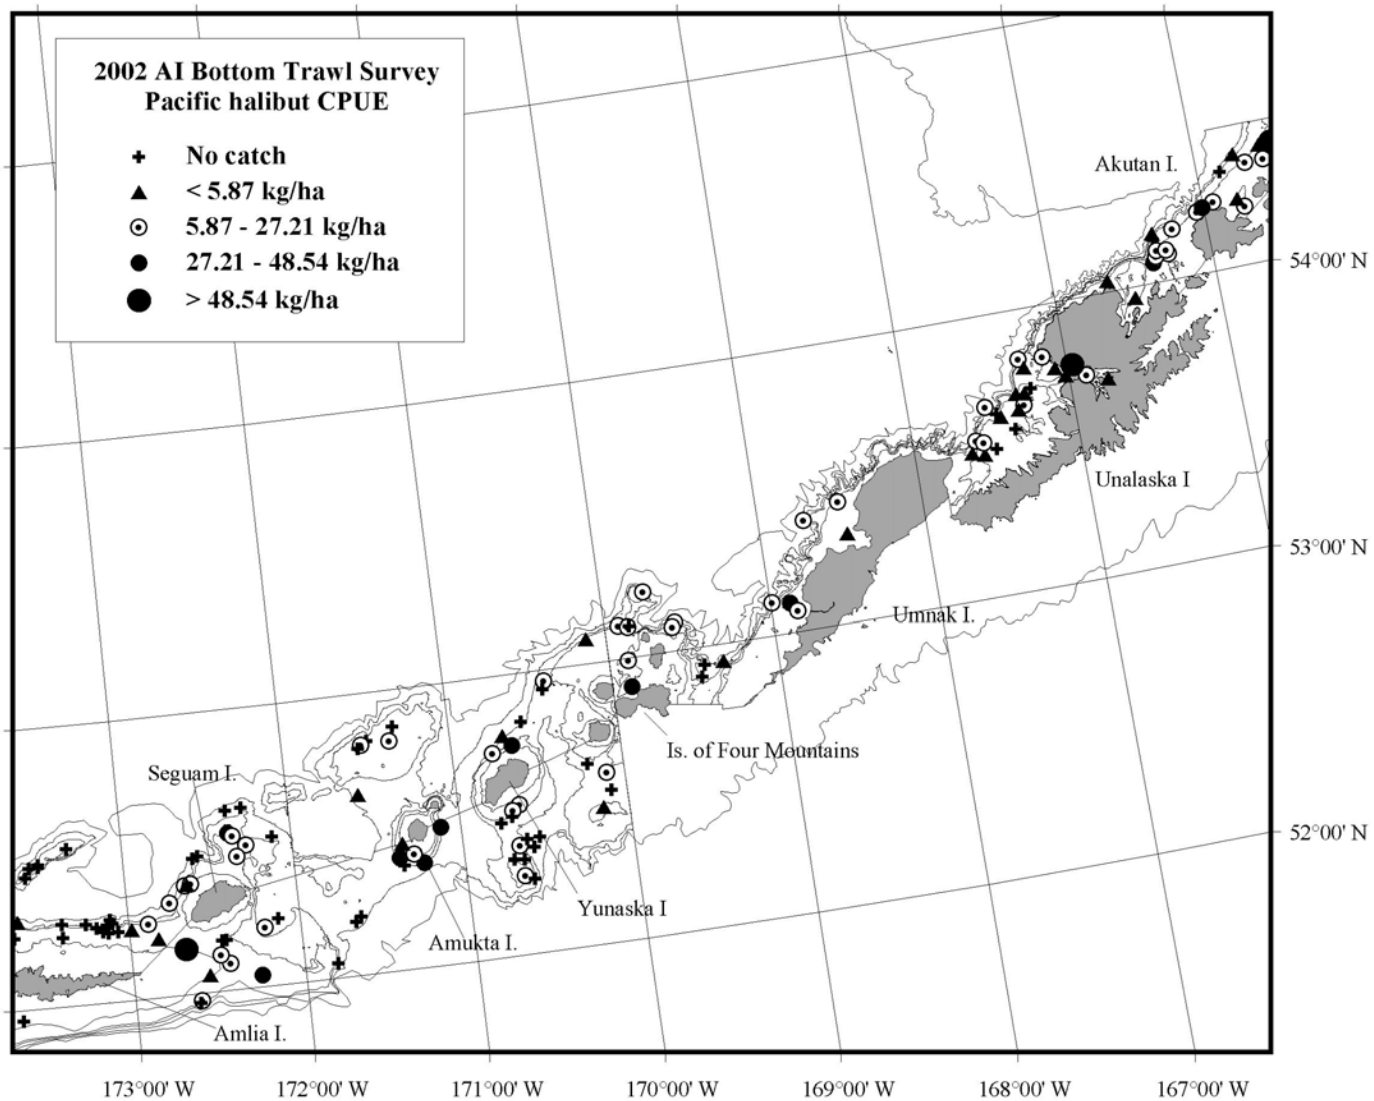 2002 AI Bottom Trawl Survey
Pacific halibut CPUE
No catch
< 5.87 kg/ha
5.87 - 27.21 kg/ha
27.21 - 48.54 kg/ha
> 48.54 kg/ha
Akutan I.
54°00' N
Unalaska I
53°00' N
Umnak I.
Is. of Four Mountains
Seguam I.
52°00' N
Yunaska I
Amukta I.
Amlia I.
173°00' W
172°00' W
171°00' W
170°00' W
169°00' W
168°00' W
167°00' W